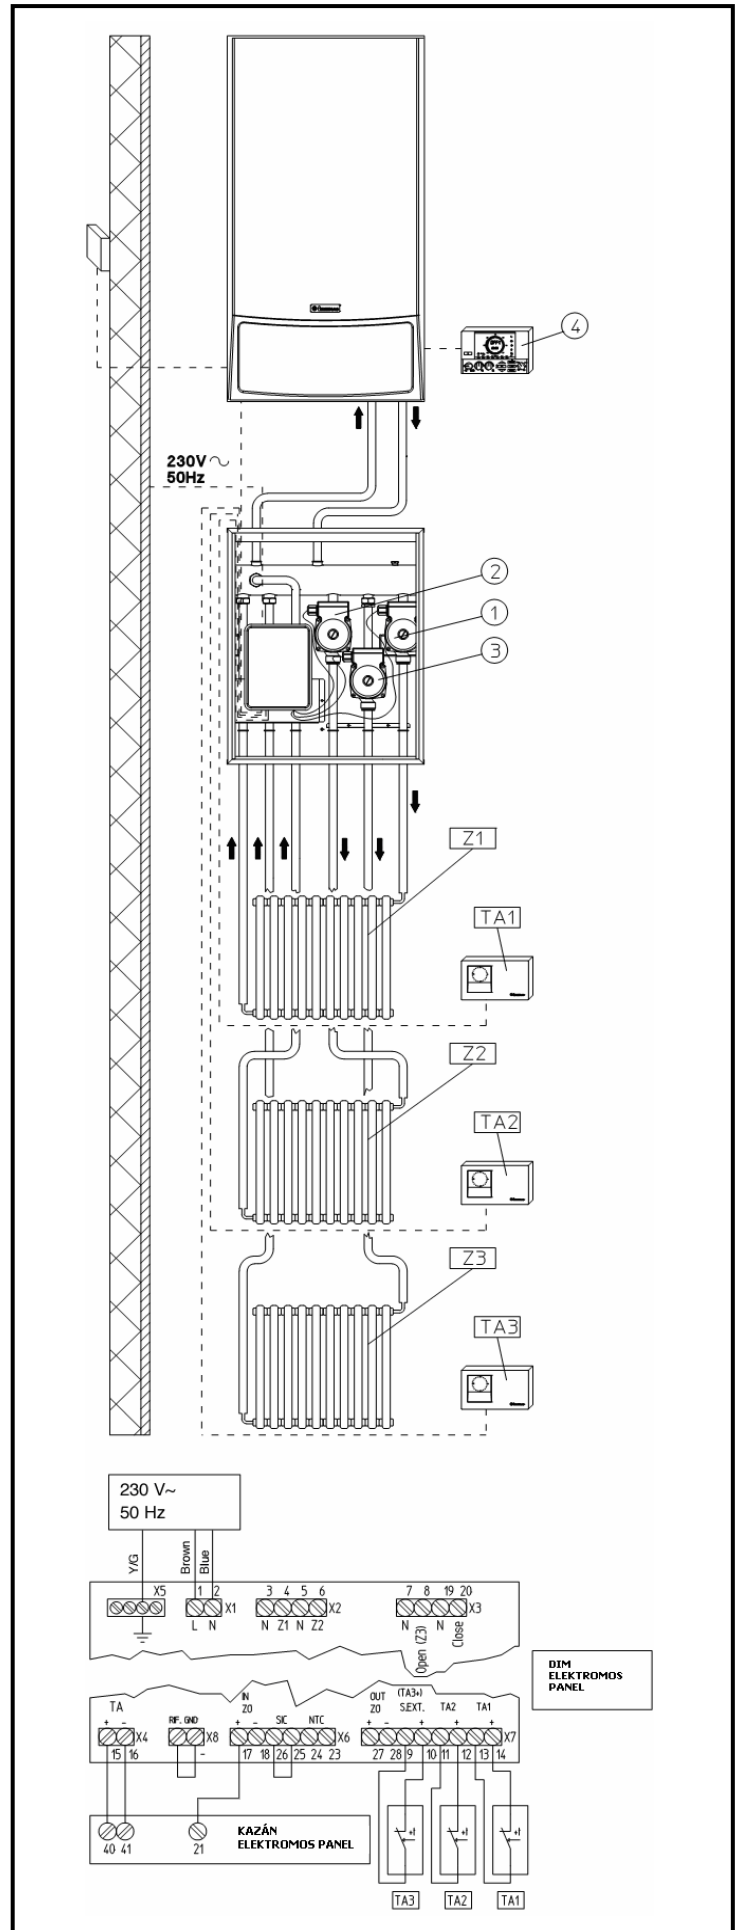 4
230V
50Hz
2
1
3
Z1
TA1
Z2
TA2
Z3
TA3
230 V~
50 Hz
Y/G
Brown
Blue
X5
1 2
X1
L N
3 4 5 6
X2
N Z1 N Z2
7 8 19 20
X3
N Open (Z3) N Close
DIM
ELEKTROMOS
PANEL
TA
+ -
X4
15 16
RIF. GND
X8
-
IN
Z0
+ -
SIC NTC
X6
17 18 26 25 24 23
OUT
Z0
(TA3+)
S.EXT. TA2 TA1
+ - + + +
X7
27 28 9 10 11 12 13 14
40 41
21
KAZÁN
ELEKTROMOS PANEL
+t
+t
+t
TA3
TA2
TA1